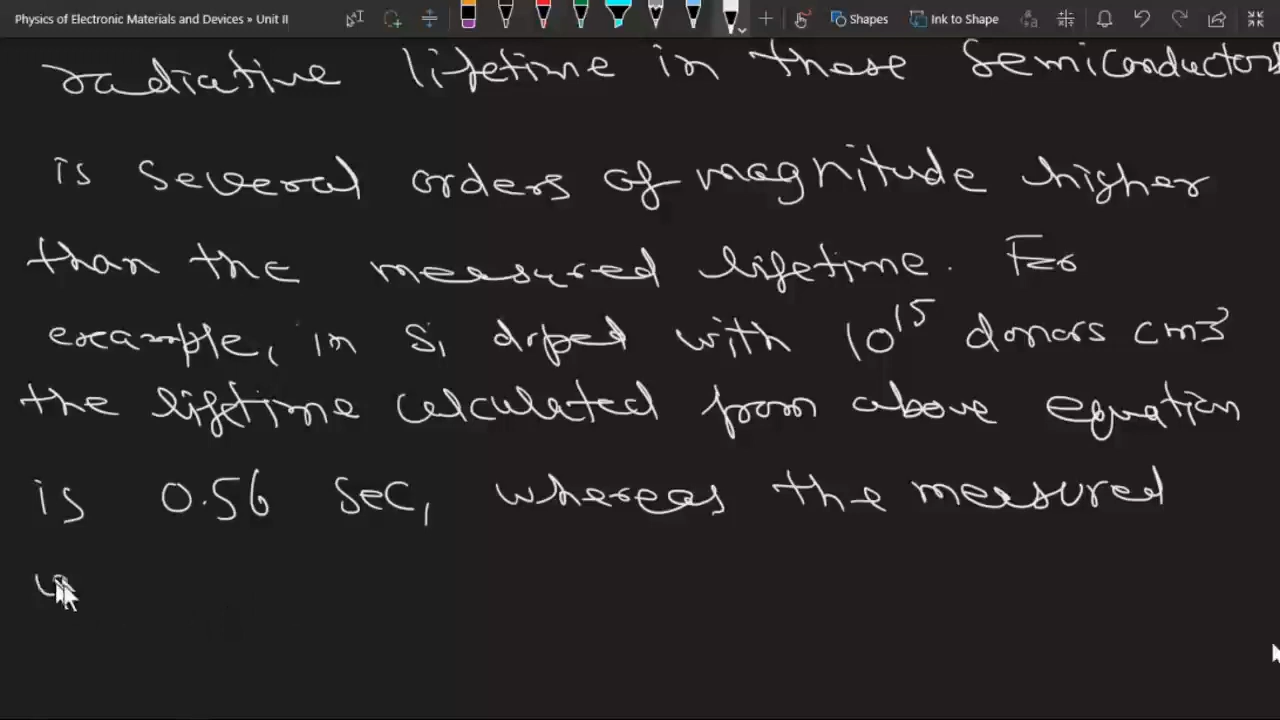 Physics of Electronic Materials and Devices » Unit II
Shapes
Ink to Shape
radiative lifetime in these semiconductors
is several orders of magnitude higher
than the measured lifetime. For
example, in Si doped with 10^15 donors cm3
the lifetime calculated from above equation
is 0.56 sec, whereas the measured